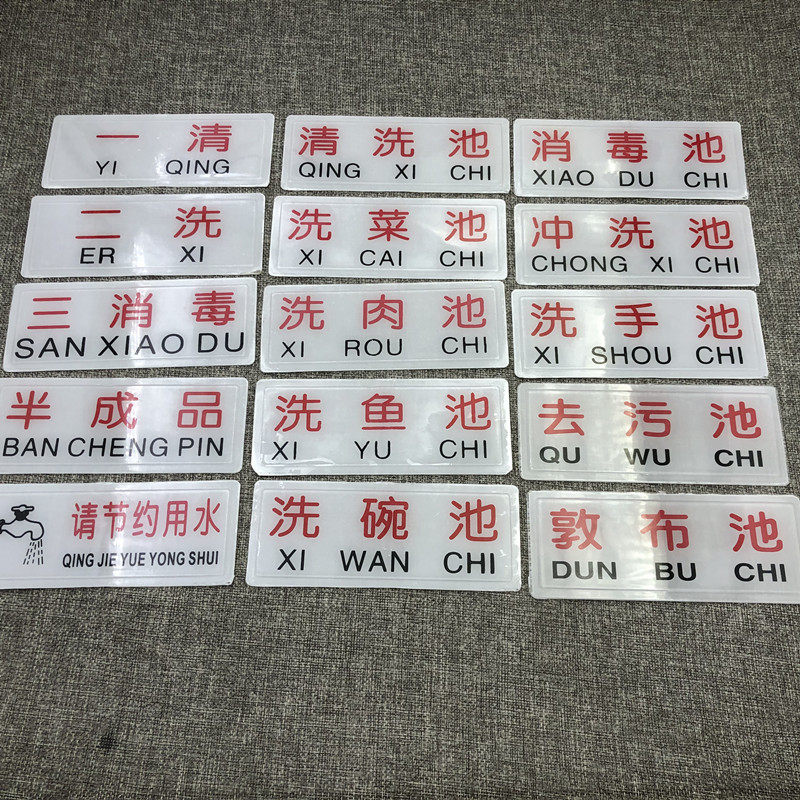 一清
YI QING
清洗池
QING XI CHI
消毒池
XIAO DU CHI
二洗
ER XI
洗菜池
XI CAI CHI
冲洗池
CHONG XI CHI
三消毒
SAN XIAO DU
洗肉池
XI ROU CHI
洗手池
XI SHOU CHI
半成品
BAN CHENG PIN
洗鱼池
XI YU CHI
去污池
QU WU CHI
请节约用水
QING JIE YUE YONG SHUI
洗碗池
XI WAN CHI
敦布池
DUN BU CHI